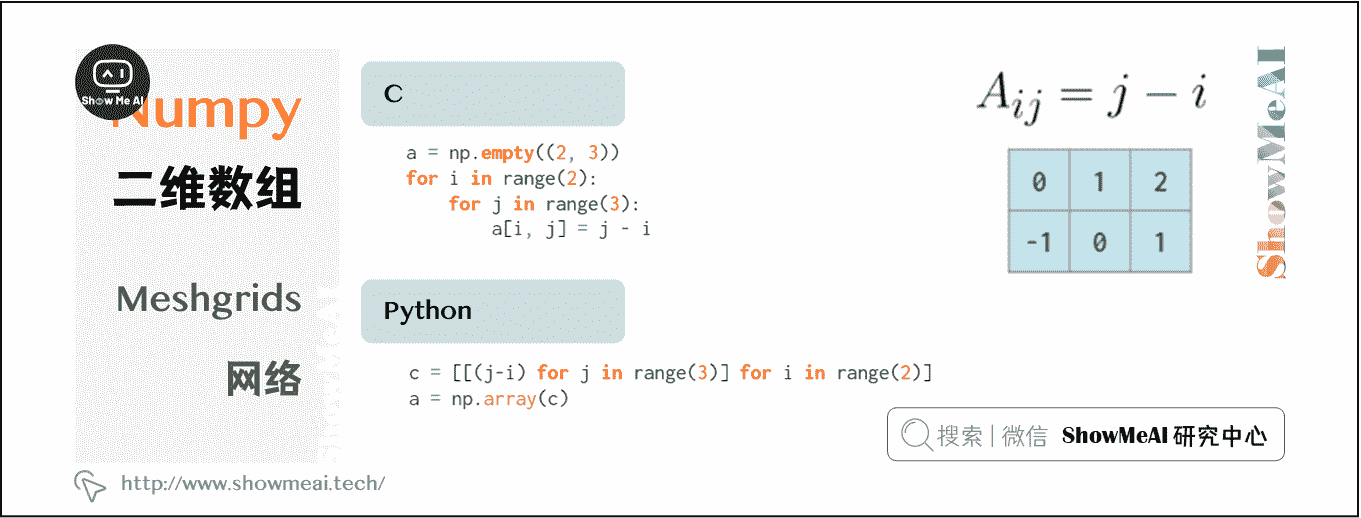 Show Me AI
Numpy
二维数组
Meshgrids
网络
http://www.showmeai.tech/
C
a = np.empty((2, 3))
for i in range(2):
    for j in range(3):
        a[i, j] = j - i
Python
c = [[(j-i) for j in range(3)] for i in range(2)]
a = np.array(c)
A_{ij} = j - i
0 1 2
-1 0 1
ShowMeAI
搜索 | 微信 ShowMeAI 研究中心